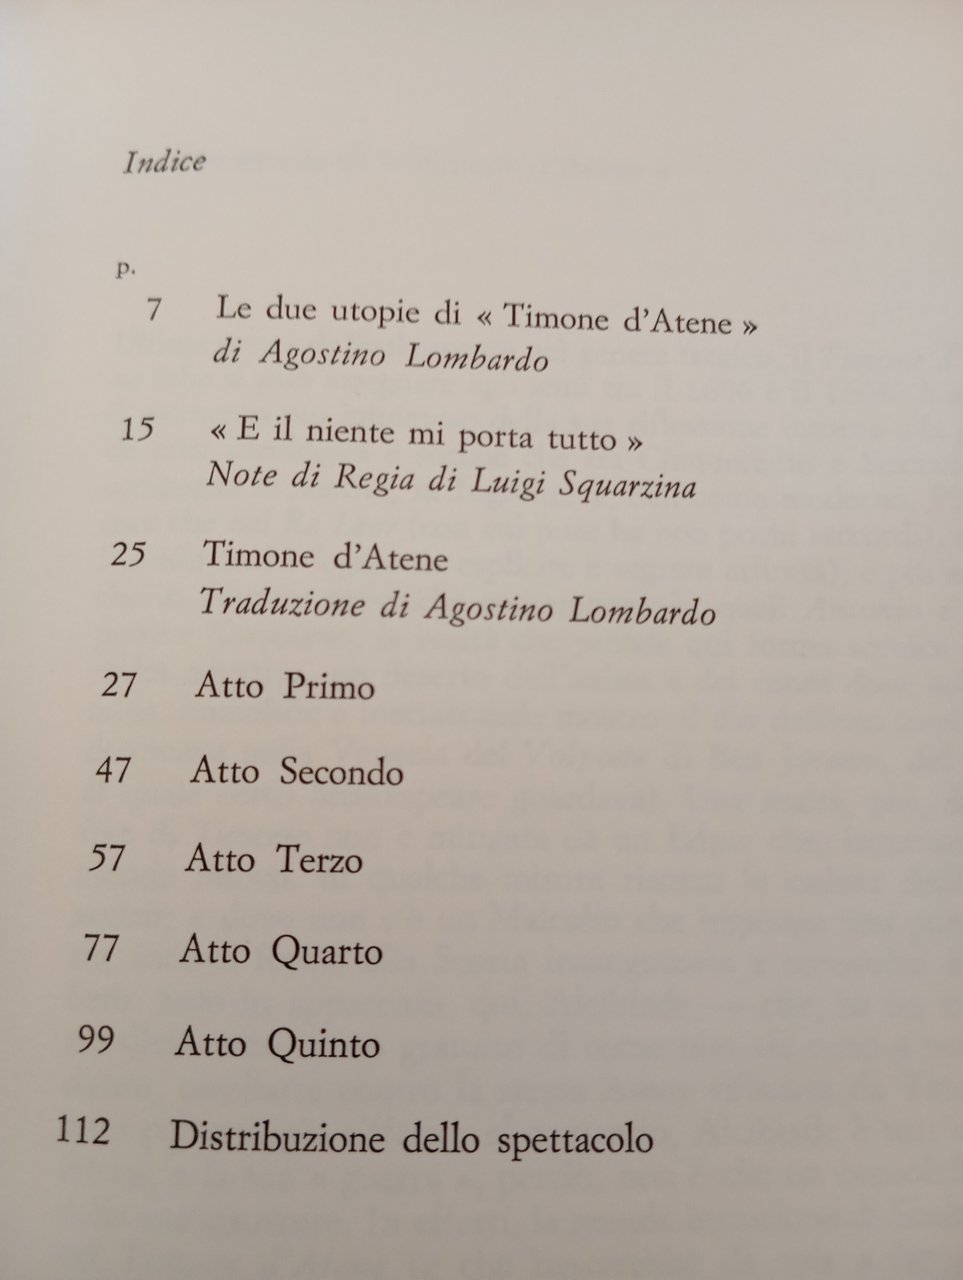 Indice
p.
7 Le due utopie di « Timone d'Atene »
di Agostino Lombardo
15 « E il niente mi porta tutto »
Note di Regia di Luigi Squarzina
25 Timone d'Atene
Traduzione di Agostino Lombardo
27 Atto Primo
47 Atto Secondo
57 Atto Terzo
77 Atto Quarto
99 Atto Quinto
112 Distribuzione dello spettacolo